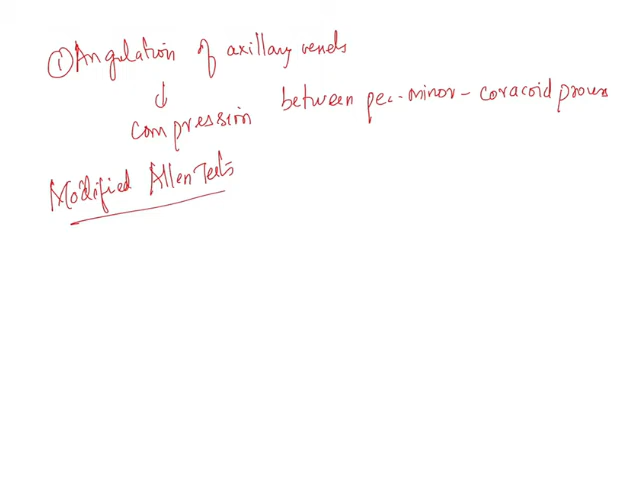 ① Angulation of axillary vessels
↓
compression between pec-minor - coracoid process
Modified Allen Tests